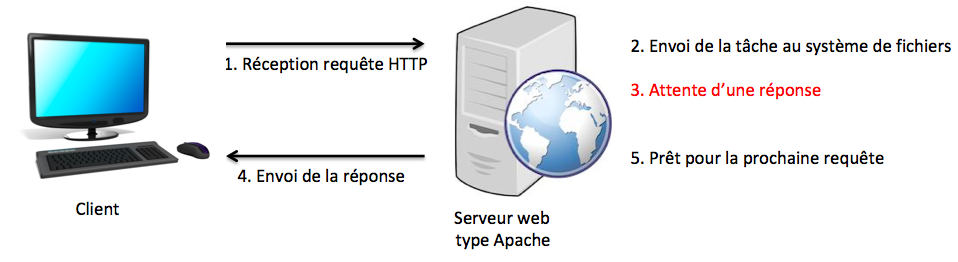 1. Réception requête HTTP
2. Envoi de la tâche au système de fichiers
3. Attente d’une réponse
4. Envoi de la réponse
5. Prêt pour la prochaine requête
Client
Serveur web
type Apache